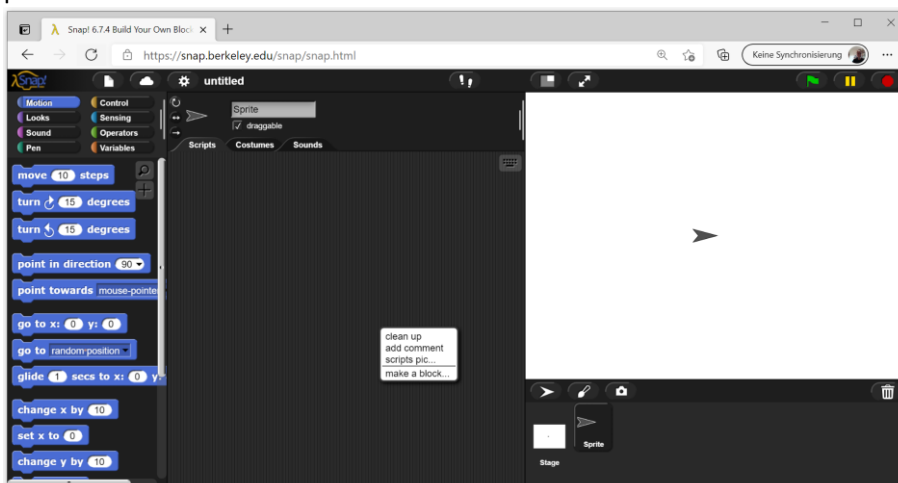 Snap! 6.7.4 Build Your Own Bloc
https://snap.berkeley.edu/snap/snap.html
Keine Synchronisierung
Snap!
untitled
Motion
Control
Looks
Sensing
Sound
Operators
Pen
Variables
Sprite
draggable
Scripts
Costumes
Sounds
move 10 steps
turn 15 degrees
turn 15 degrees
point in direction 90
point towards mouse-pointe
go to x: 0 y: 0
go to random position
glide 1 secs to x: 0 y:
change x by 10
set x to 0
change y by 10
clean up
add comment
scripts pic...
make a block...
Stage
Sprite